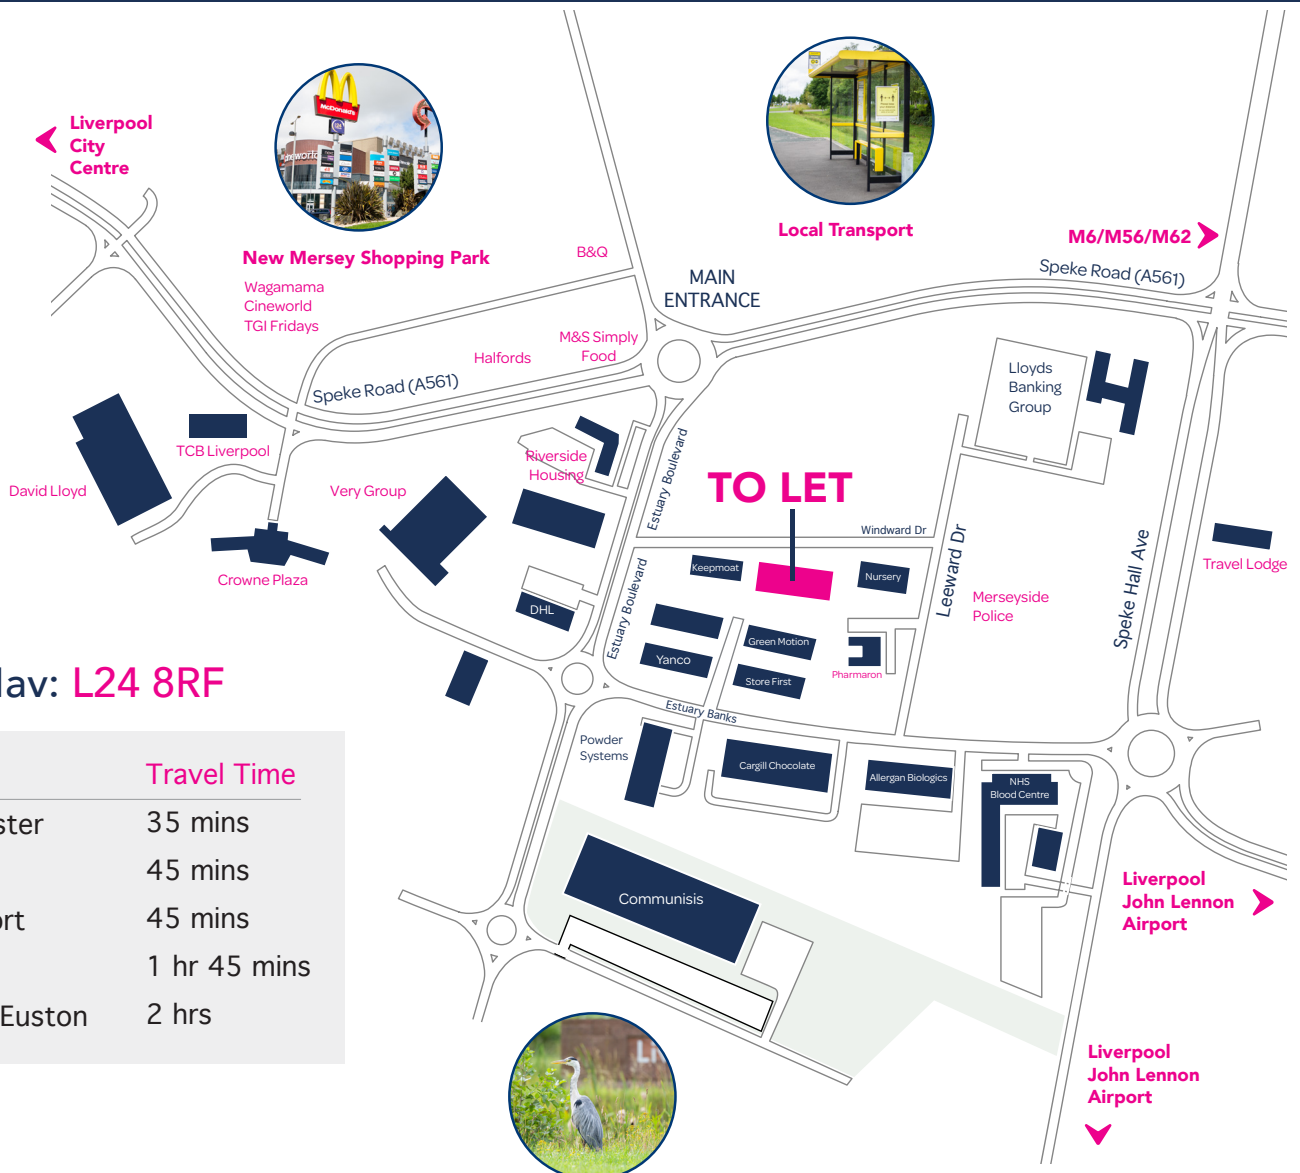 Liverpool
City
Centre
McDonald's
New Mersey Shopping Park
Wagamama
Cineworld
TGI Fridays
Local Transport
M6/M56/M62
B&Q
MAIN
ENTRANCE
Speke Road (A561)
M&S Simply
Food
Halfords
Speke Road (A561)
Lloyds
Banking
Group
TCB Liverpool
David Lloyd
Very Group
Riverside
Housing
Crowne Plaza
Estuary Boulevard
TO LET
Windward Dr
Leeward Dr
Speke Hall Ave
Travel Lodge
Keepmoat
Nursery
Merseyside
Police
DHL
Estuary Boulevard
Green Motion
Yanco
Store First
Pharmaron
lav: L24 8RF
Estuary Banks
Powder
Systems
Cargill Chocolate
Allergan Biologics
NHS
Blood Centre
Travel Time
ster 35 mins
45 mins
ort 45 mins
1 hr 45 mins
Euston 2 hrs
Communisis
Liverpool
John Lennon
Airport
Liverpool
John Lennon
Airport